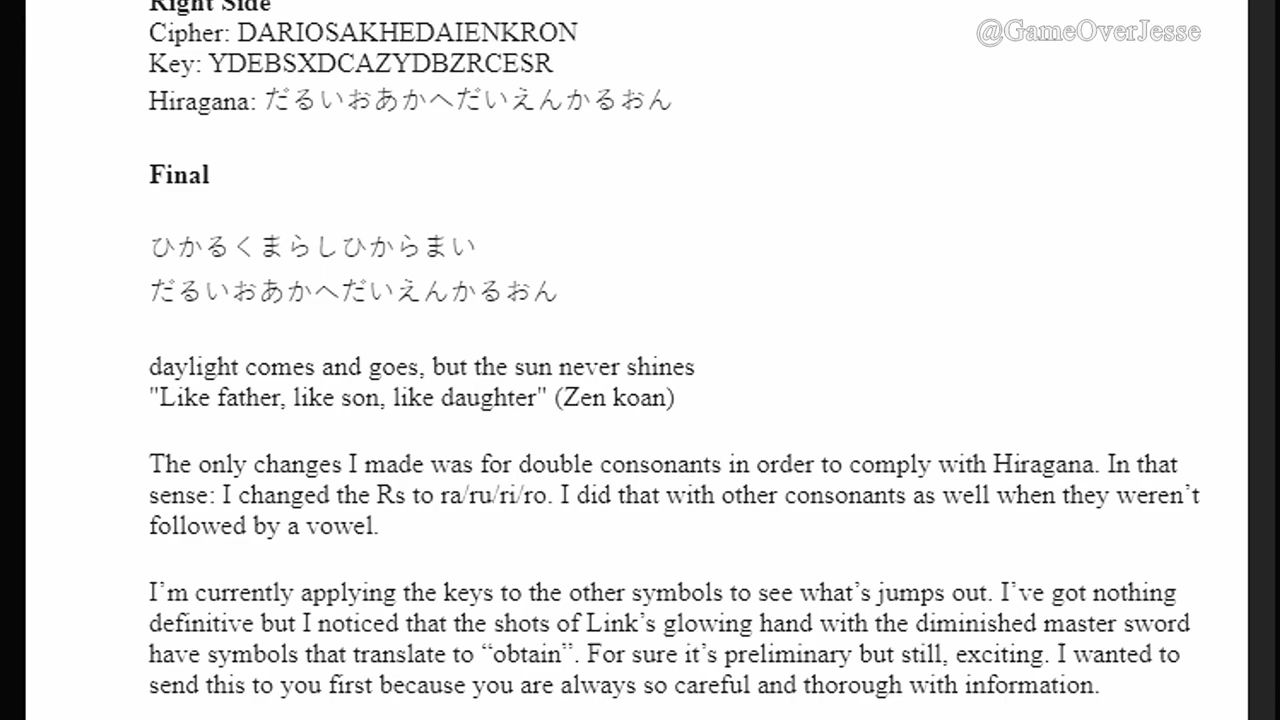 Right Side
@GameOverJesse
Cipher: DARIOSAKHEDAIENKRON
Key: YDEBSXDCAZYDBZRCESR
Hiragana: だるいおあかへだいえんかるおん
Final
ひかるくまらしひからまい
だるいおあかへだいえんかるおん
daylight comes and goes, but the sun never shines
"Like father, like son, like daughter" (Zen koan)
The only changes I made was for double consonants in order to comply with Hiragana. In that
sense: I changed the Rs to ra/ru/ri/ro. I did that with other consonants as well when they weren't
followed by a vowel.
I'm currently applying the keys to the other symbols to see what's jumps out. I've got nothing
definitive but I noticed that the shots of Link's glowing hand with the diminished master sword
have symbols that translate to “obtain”. For sure it's preliminary but still, exciting. I wanted to
send this to you first because you are always so careful and thorough with information.